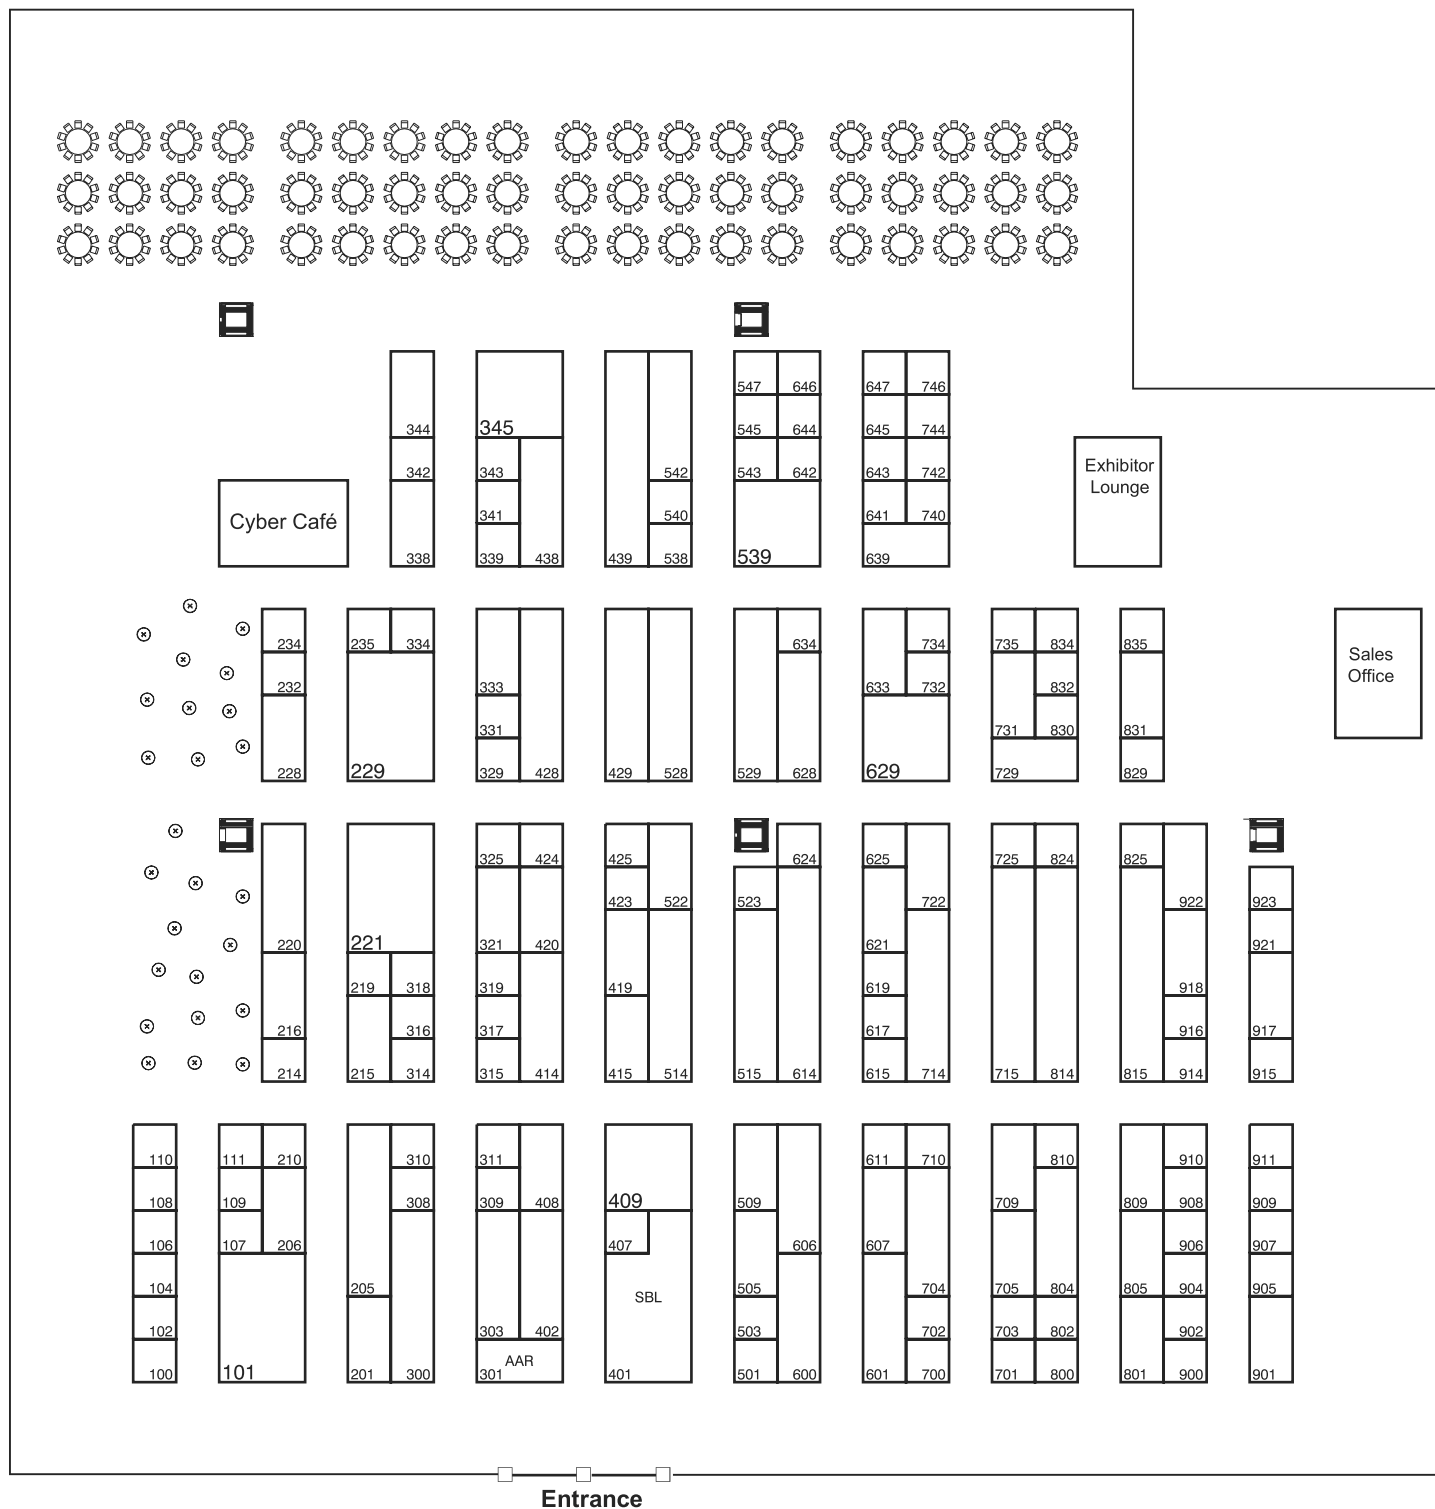 547 646 647 746
344 345 545 644 645 744
342 343 542 543 642 643 742
Exhibitor
Lounge
Cyber Café
341 540 641 740
338 339 438 439 538 539 639
234 235 334 634 734 735 834 835
Sales
Office
232 333 633 732 832
331 731 830 831
228 229 329 428 429 528 529 628 629 729 829
325 424 425 624 625 725 824 825
423 522 523 722 922 923
220 221 321 420 621 921
219 318 319 419 619 918
216 316 317 617 916 917
214 215 314 315 414 415 514 515 614 615 714 715 814 815 914 915
110 111 210 310 311 611 710 810 910 911
108 109 308 309 408 409 509 709 809 908 909
106 107 206 407 606 607 906 907
104 205 505 704 705 804 805 904 905
SBL
102 303 402 503 702 703 802 902
AAR
100 101 201 300 301 401 501 600 601 700 701 800 801 900 901
Entrance